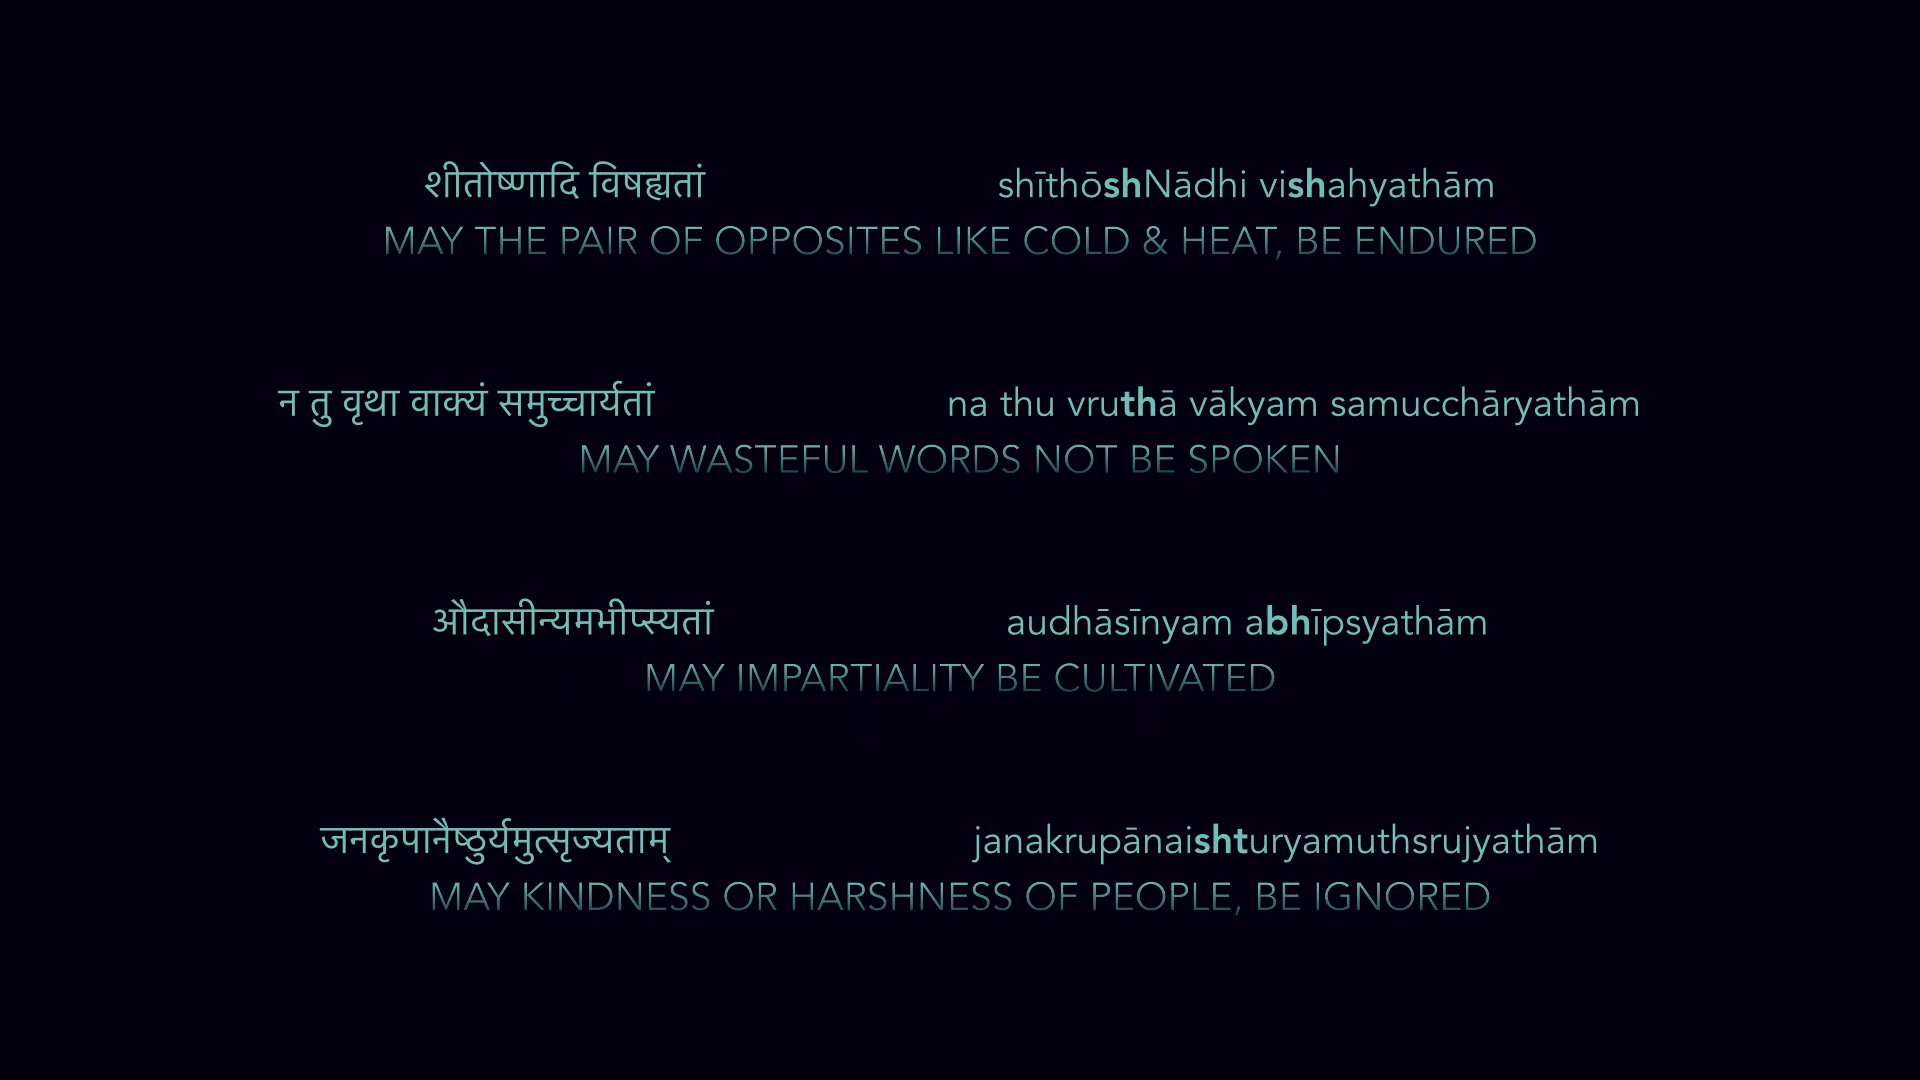 शीतोष्णादि विषह्यतां shīthōshNādhi vishahyathām
MAY THE PAIR OF OPPOSITES LIKE COLD & HEAT, BE ENDURED
न तु वृथा वाक्यं समुच्चार्यतां na thu vruthā vākyam samucchāryathām
MAY WASTEFUL WORDS NOT BE SPOKEN
औदासीन्यमभीप्स्यतां audhāsīnyam abhīpsyathām
MAY IMPARTIALITY BE CULTIVATED
जनकृपानैष्ठुर्यमुत्सृज्यताम् janakrupānaishturyamuthsrujyathām
MAY KINDNESS OR HARSHNESS OF PEOPLE, BE IGNORED